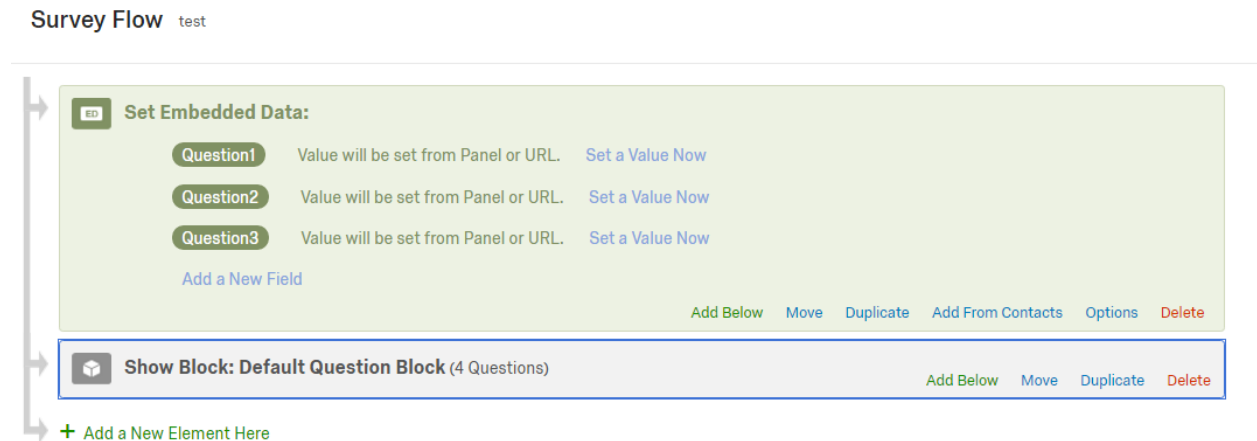 Survey Flow test
ED Set Embedded Data:
Question1 Value will be set from Panel or URL. Set a Value Now
Question2 Value will be set from Panel or URL. Set a Value Now
Question3 Value will be set from Panel or URL. Set a Value Now
Add a New Field
Add Below Move Duplicate Add From Contacts Options Delete
Show Block: Default Question Block (4 Questions)
Add Below Move Duplicate Delete
+ Add a New Element Here